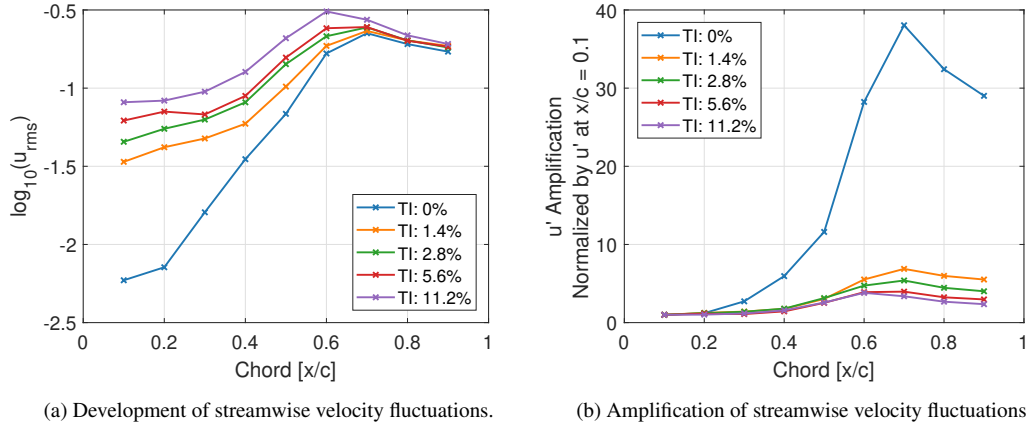 -0.5
-1
-1.5
-2
-2.5
0
0.2
0.4
0.6
0.8
1
log10(urms)
Chord [x/c]
TI: 0%
TI: 1.4%
TI: 2.8%
TI: 5.6%
TI: 11.2%
(a) Development of streamwise velocity fluctuations.
40
30
20
10
0
0
0.2
0.4
0.6
0.8
1
u' Amplification
Normalized by u' at x/c = 0.1
Chord [x/c]
TI: 0%
TI: 1.4%
TI: 2.8%
TI: 5.6%
TI: 11.2%
(b) Amplification of streamwise velocity fluctuations